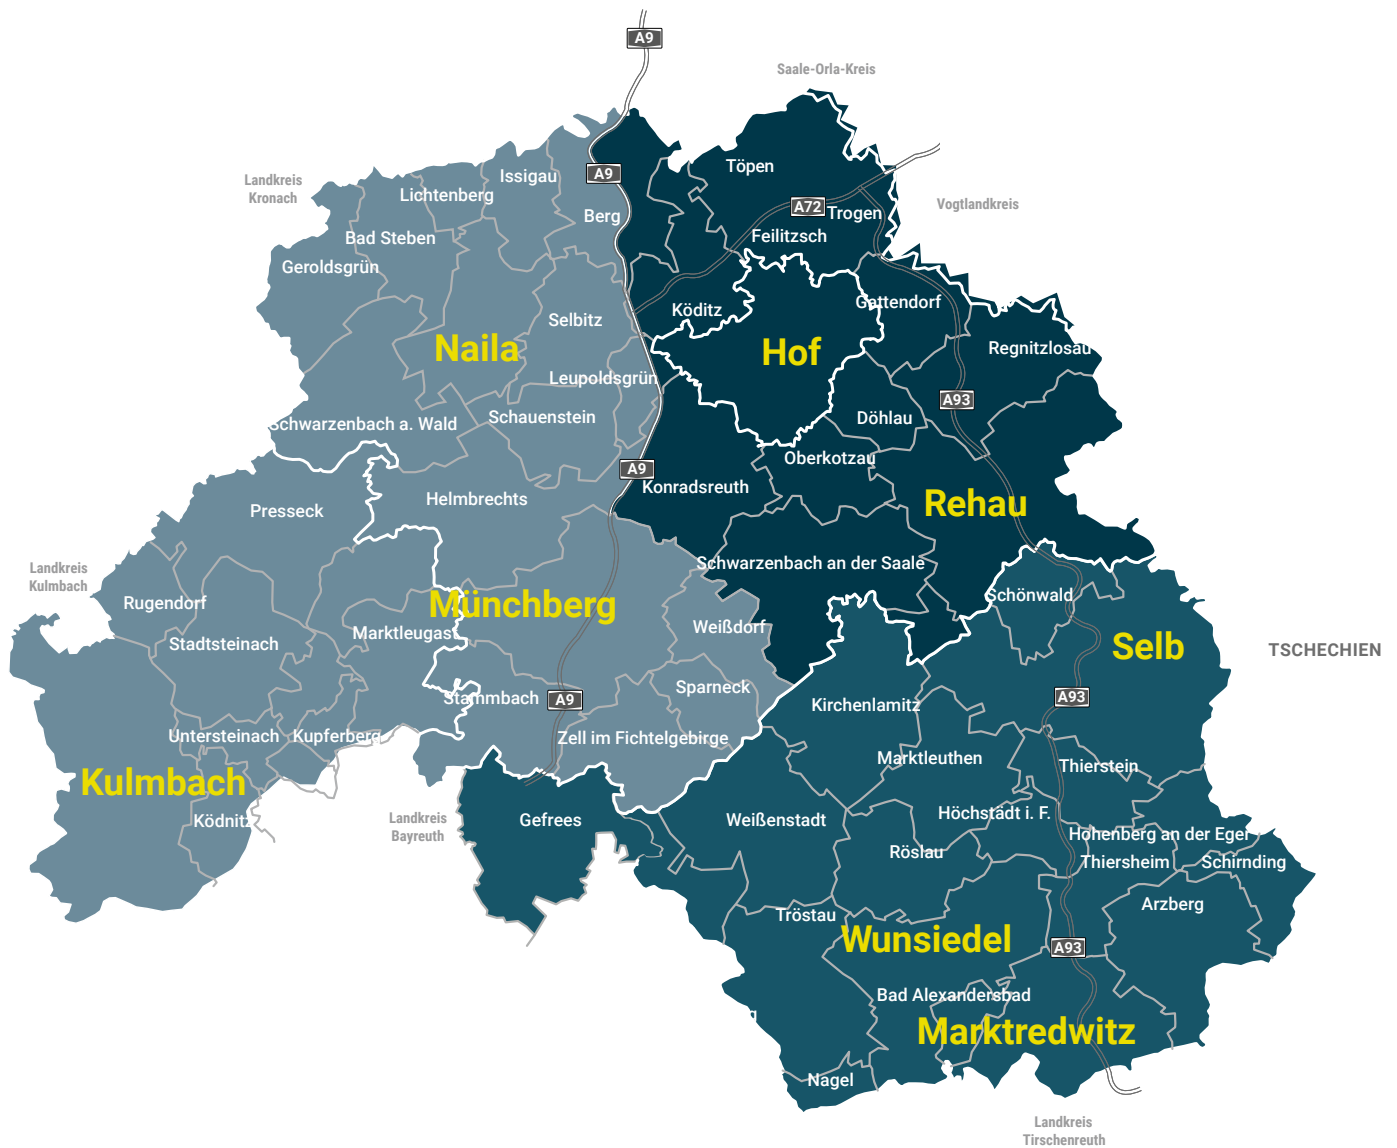 A9
Saale-Orla-Kreis
Töpen
A9
Issigau
Landkreis
Kronach
Lichtenberg
Berg
A72
Trogen
Vogtlandkreis
Bad Steben
Feilitzsch
Geroldsgrün
Gattendorf
Köditz
Selbitz
Naila
Hof
Regnitzlosau
Leupoldsgrün
A93
Schauenstein
Döhlau
Schwarzenbach a. Wald
Oberkotzau
A9
Konradsreuth
Helmbrechts
Rehau
Presseck
Schwarzenbach an der Saale
Landkreis
Kulmbach
Schönwald
Rugendorf
Münchberg
Weißdorf
Marktleugast
Stadtsteinach
Selb
TSCHECHIEN
Sparneck
Stammbach
A9
A93
Kirchenlamitz
Untersteinach
Kupferberg
Zell im Fichtelgebirge
Marktleuthen
Thierstein
Kulmbach
Ködnitz
Landkreis
Bayreuth
Gefrees
Weißenstadt
Höchstädt i. F.
Hohenberg an der Eger
Röslau
Thiersheim
Schirnding
Arzberg
Tröstau
Wunsiedel
A93
Bad Alexandersbad
g
Marktredwitz
Nagel
Landkreis
Tirschenreuth